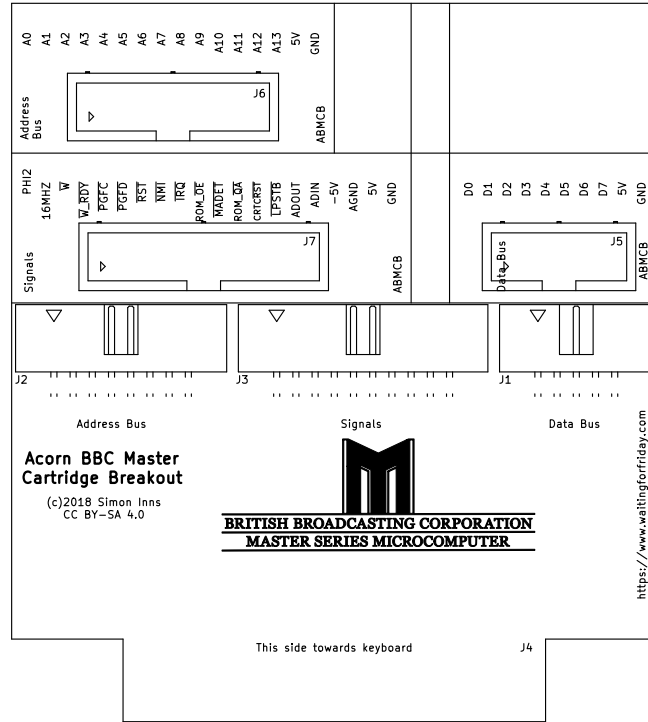 A0 A1 A2 A3 A4 A5 A6 A7 A8 A9 A10 A11 A12 A13 5V GND
J6
Address
Bus
ABMCB
PHI2 16MHZ W W_RDY PGFC PGFD RST NMI IRQ ROM_OE MADET ROM_QA CRTCRST LPSTB ADOUT ADIN -5V AGND 5V GND
J7
Signals
ABMCB
D0 D1 D2 D3 D4 D5 D6 D7 5V GND
J5
Data Bus
ABMCB
J2
J3
J1
Address Bus
Signals
Data Bus
Acorn BBC Master
Cartridge Breakout
(c)2018 Simon Inns
CC BY-SA 4.0
BRITISH BROADCASTING CORPORATION
MASTER SERIES MICROCOMPUTER
https://www.waitingforfriday.com
This side towards keyboard
J4